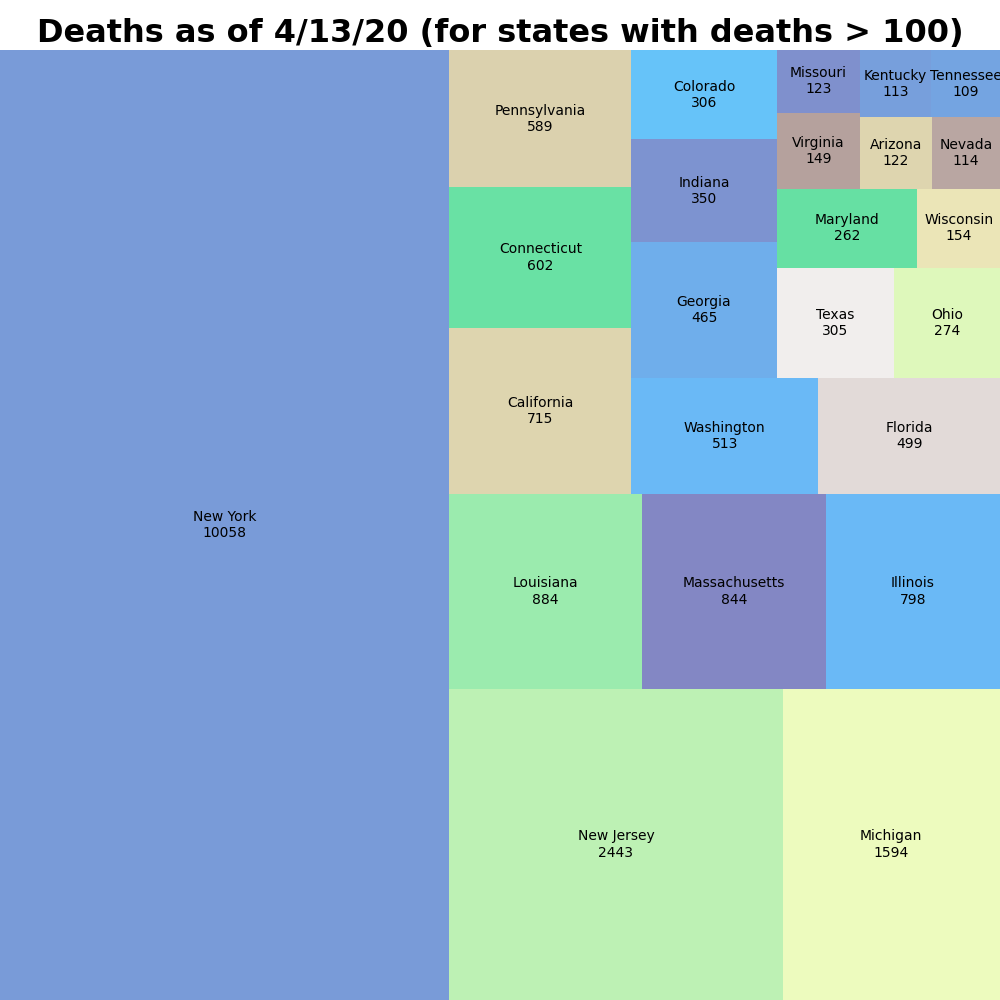 Deaths as of 4/13/20 (for states with deaths > 100)
New York
10058
Pennsylvania
589
Connecticut
602
California
715
Louisiana
884
Massachusetts
844
Illinois
798
New Jersey
2443
Michigan
1594
Colorado
306
Indiana
350
Georgia
465
Washington
513
Florida
499
Missouri
123
Kentucky
113
Tennessee
109
Virginia
149
Arizona
122
Nevada
114
Maryland
262
Wisconsin
154
Texas
305
Ohio
274